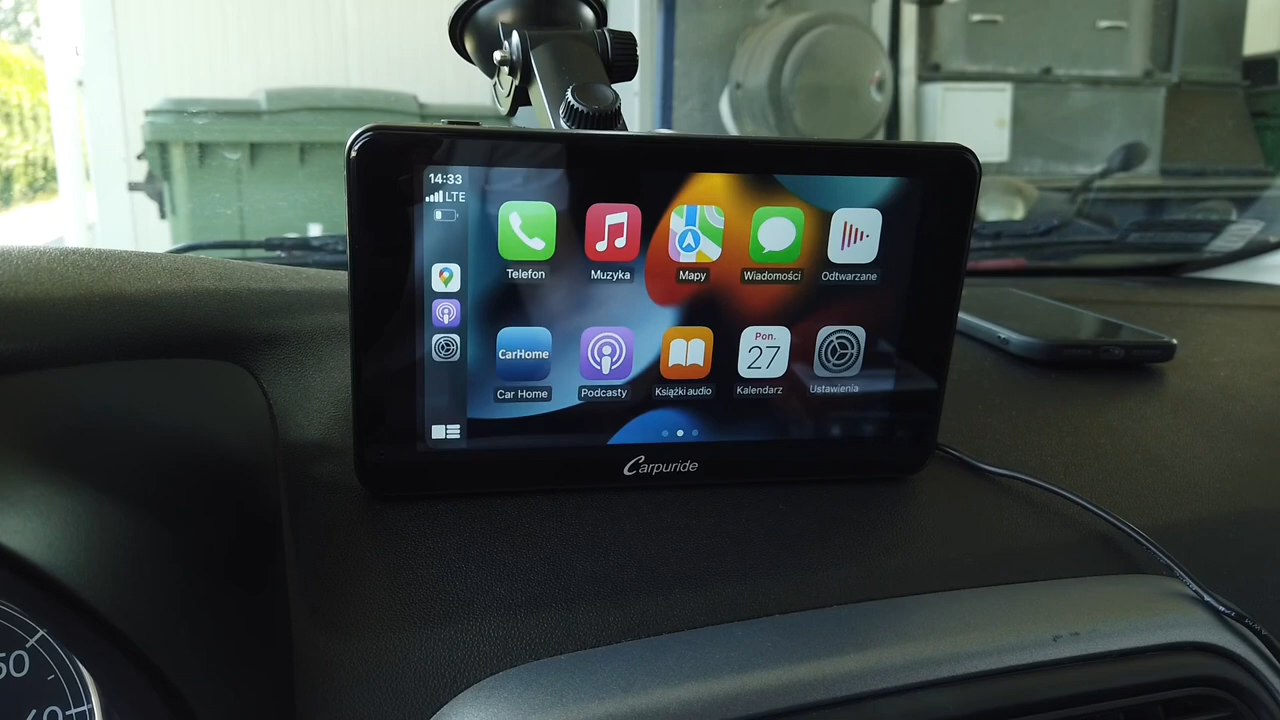 14:33
LTE
Telefon
Muzyka
Mapy
Wiadomości
Odtwarzane
CarHome
Pon.
27
Car Home
Podcasty
Książki audio
Kalendarz
Ustawienia
Carpuride
50